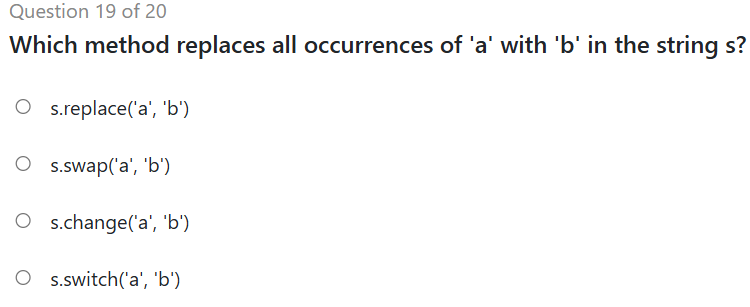 Question 19 of 20
Which method replaces all occurrences of 'a' with 'b' in the string s?
s.replace('a', 'b')
s.swap('a', 'b')
s.change('a', 'b')
s.switch('a', 'b')